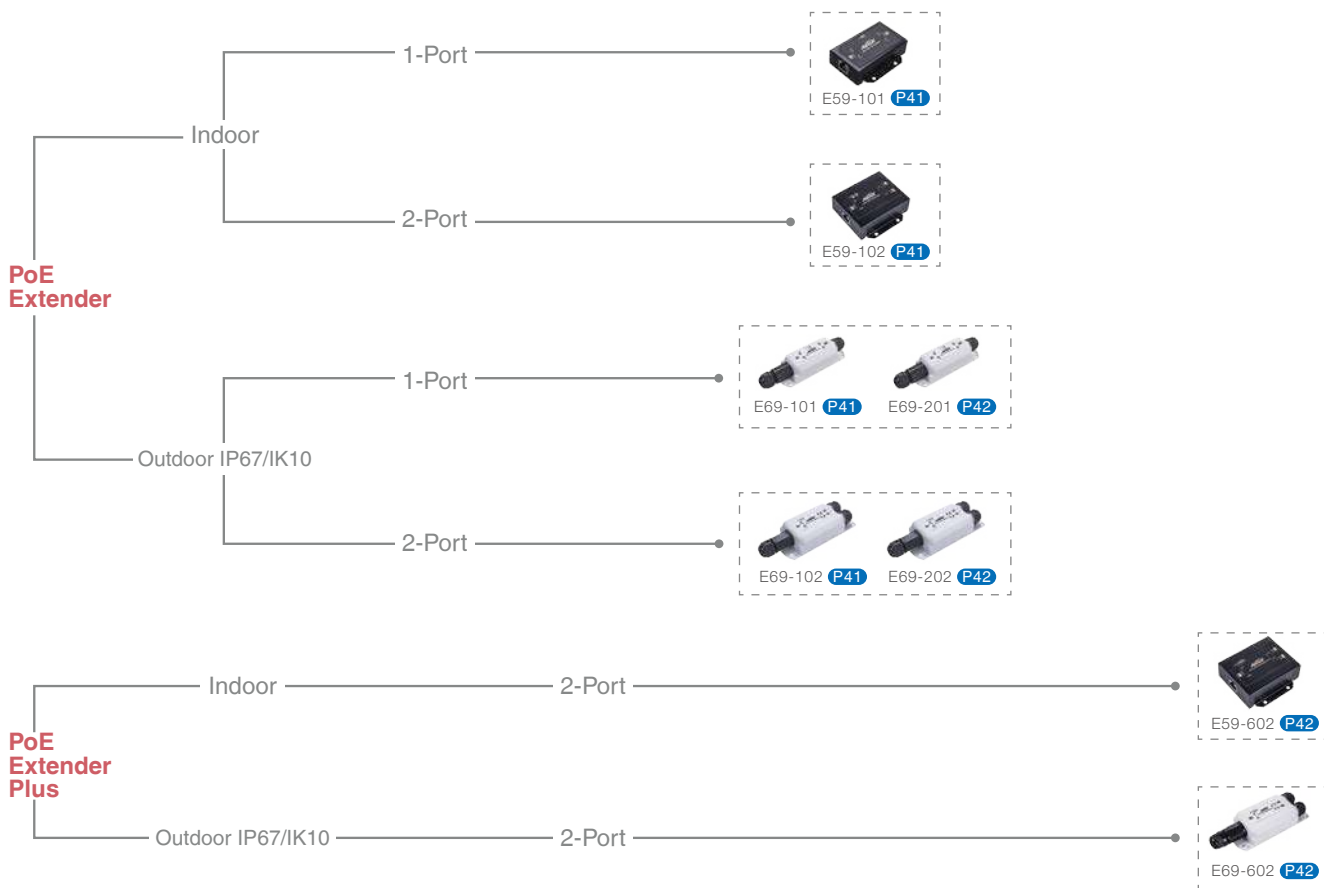 1-Port
E59-101 P41
Indoor
2-Port
E59-102 P41
PoE
Extender
1-Port
E69-101 P41 E69-201 P42
Outdoor IP67/IK10
2-Port
E69-102 P41 E69-202 P42
Indoor 2-Port
E59-602 P42
PoE
Extender
Plus
Outdoor IP67/IK10 2-Port
E69-602 P42